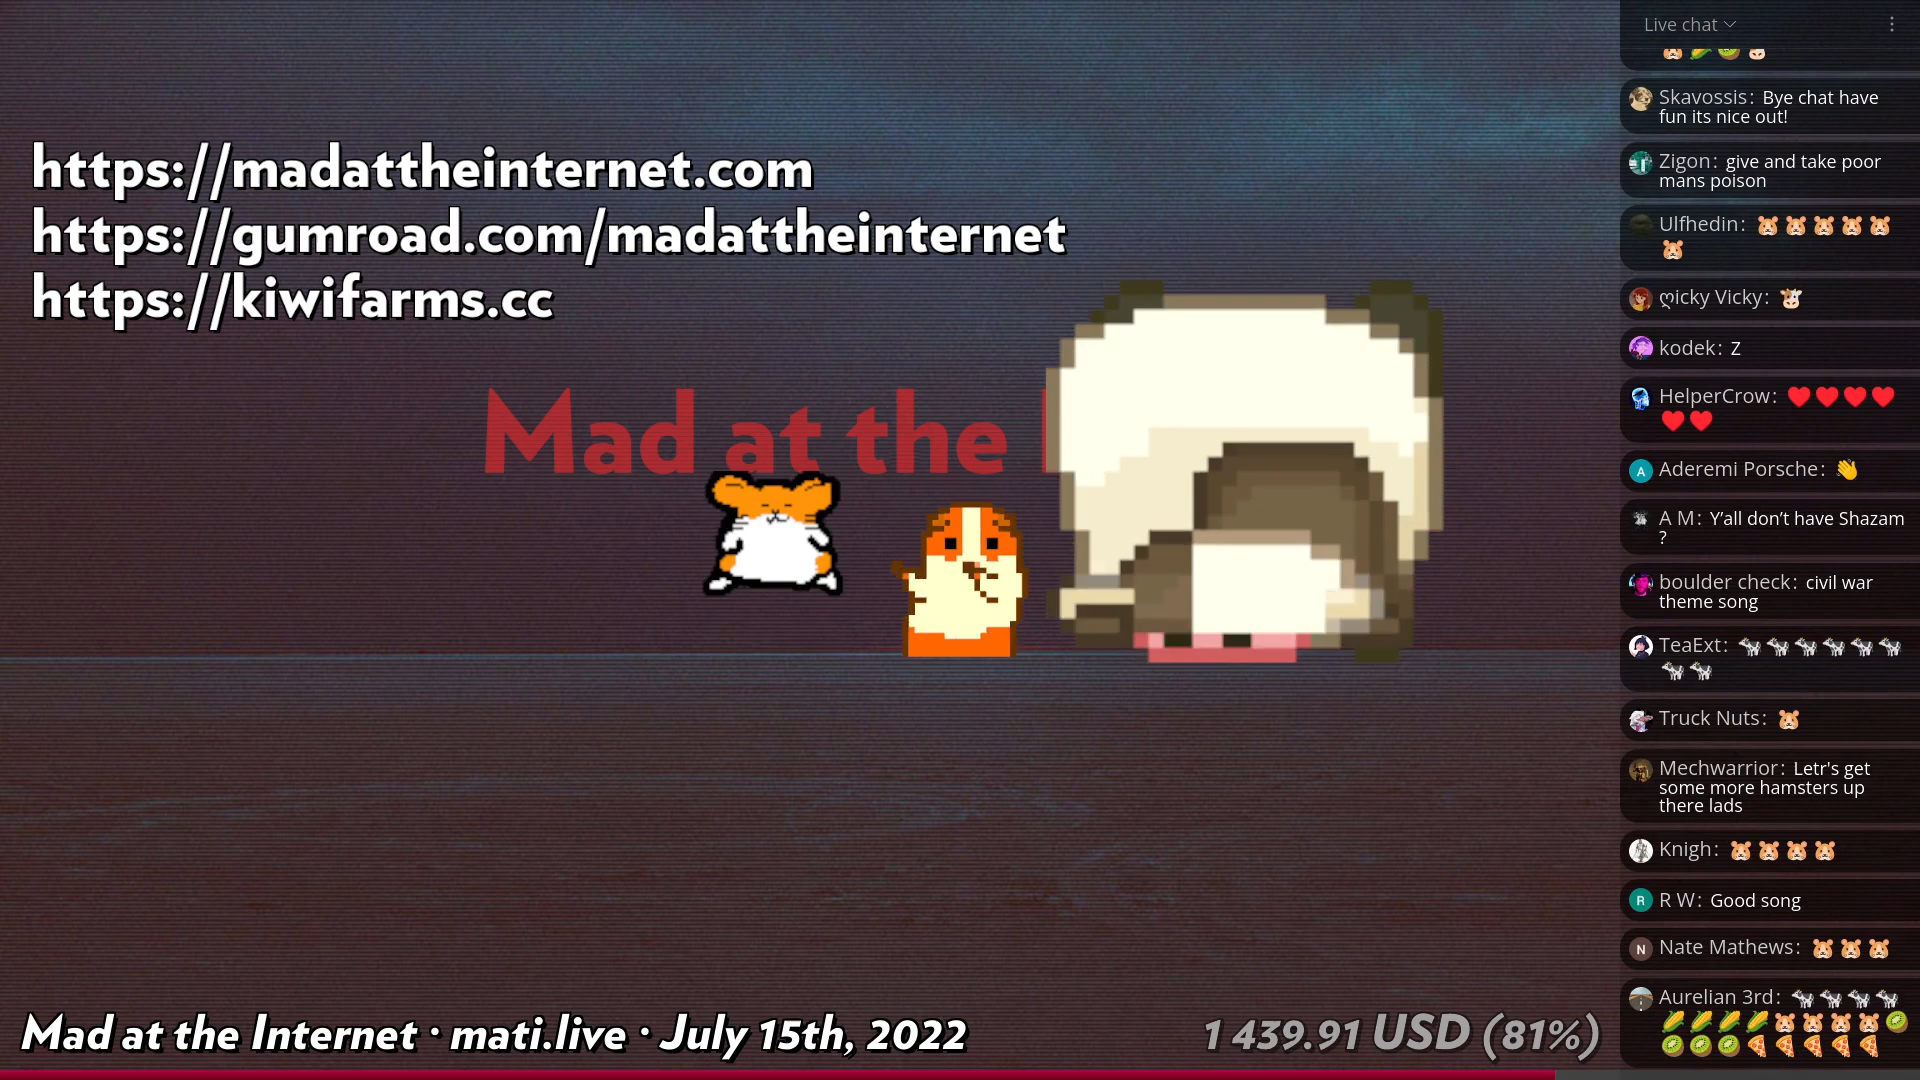 https://madattheinternet.com
https://gumroad.com/madattheinternet
https://kiwifarms.cc
Mad at the
Mad at the Internet · mati.live · July 15th, 2022
1 439.91 USD (81%)
Live chat
Skavossis: Bye chat have
fun its nice out!
Zigon: give and take poor
mans poison
Ulfhedin: 🐹🐹🐹🐹🐹
🐹
ღicky Vicky: 🐮
kodek: Z
HelperCrow: ❤️❤️❤️❤️
❤️❤️
A
Aderemi Porsche: 👋
A M: Y'all don't have Shazam
?
boulder check: civil war
theme song
TeaExt: 🐄🐄🐄🐄🐄🐄
🐄🐄
Truck Nuts: 🐹
Mechwarrior: Letr's get
some more hamsters up
there lads
Knigh: 🐹🐹🐹🐹
R
R W: Good song
N
Nate Mathews: 🐹🐹🐹
Aurelian 3rd: 🐄🐄🐄🐄
🌽🌽🌽🌽🐹🐹🐹🐹🥝
🥝🥝🥝🍕🍕🍕🍕🍕